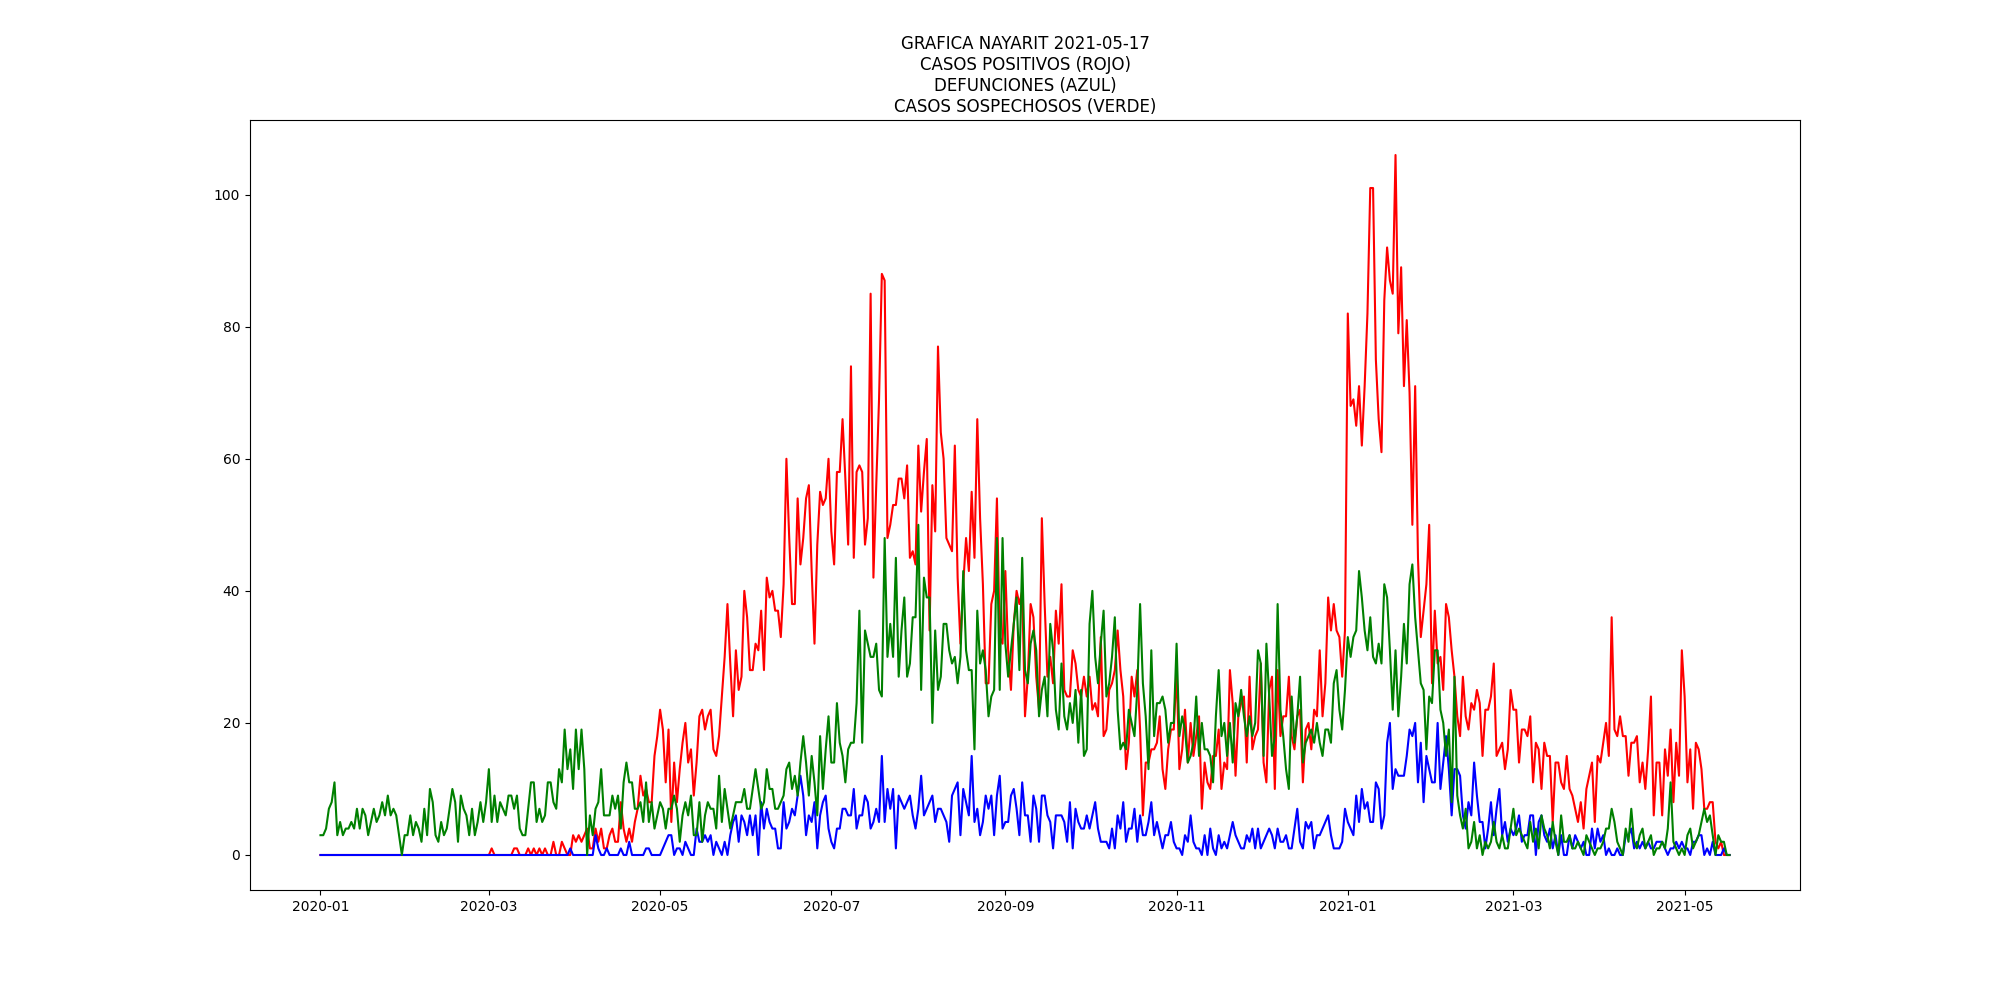 GRAFICA NAYARIT 2021-05-17
CASOS POSITIVOS (ROJO)
DEFUNCIONES (AZUL)
CASOS SOSPECHOSOS (VERDE)
100
80
60
40
20
0
2020-01 2020-03 2020-05 2020-07 2020-09 2020-11 2021-01 2021-03 2021-05